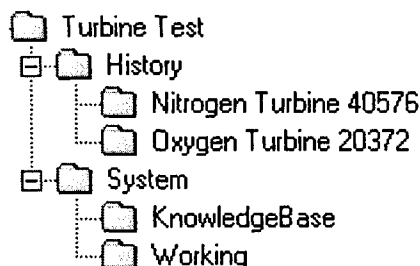 Turbine Test
History
Nitrogen Turbine 40576
Oxygen Turbine 20372
System
KnowledgeBase
Working